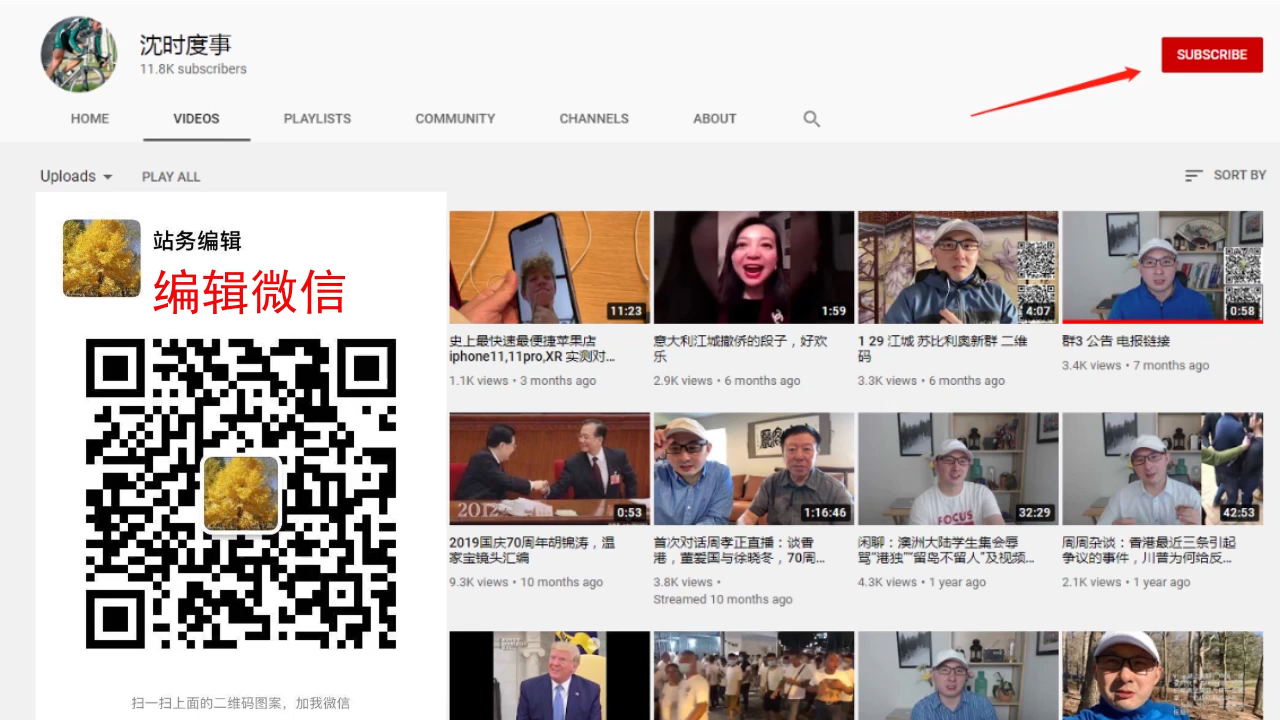 沈时度事
11.8K subscribers
SUBSCRIBE
HOME
VIDEOS
PLAYLISTS
COMMUNITY
CHANNELS
ABOUT
Uploads
PLAY ALL
SORT BY
站务编辑
编辑微信
扫一扫上面的二维码图案，加我微信
11:23
史上最快速最便捷苹果店
iphone11,11pro,XR 实测对...
1.1K views • 3 months ago
1:59
意大利江城撤侨的段子，好欢
乐
2.9K views • 6 months ago
4:07
1 29 江城 苏比利奥新群 二维
码
3.3K views • 6 months ago
0:58
群3 公告 电报链接
3.4K views • 7 months ago
2012
0:53
2019国庆70周年胡锦涛，温
家宝镜头汇编
9.3K views • 10 months ago
1:16:46
首次对话周孝正直播：谈香
港，董爱国与徐晓冬，70周...
3.8K views •
Streamed 10 months ago
FOCUS
32:29
闲聊：澳洲大陆学生集会辱
骂“港独”“留岛不留人”及视频...
4.3K views • 1 year ago
42:53
周周杂谈：香港最近三条引起
争议的事件，川普为何给反...
2.1K views • 1 year ago